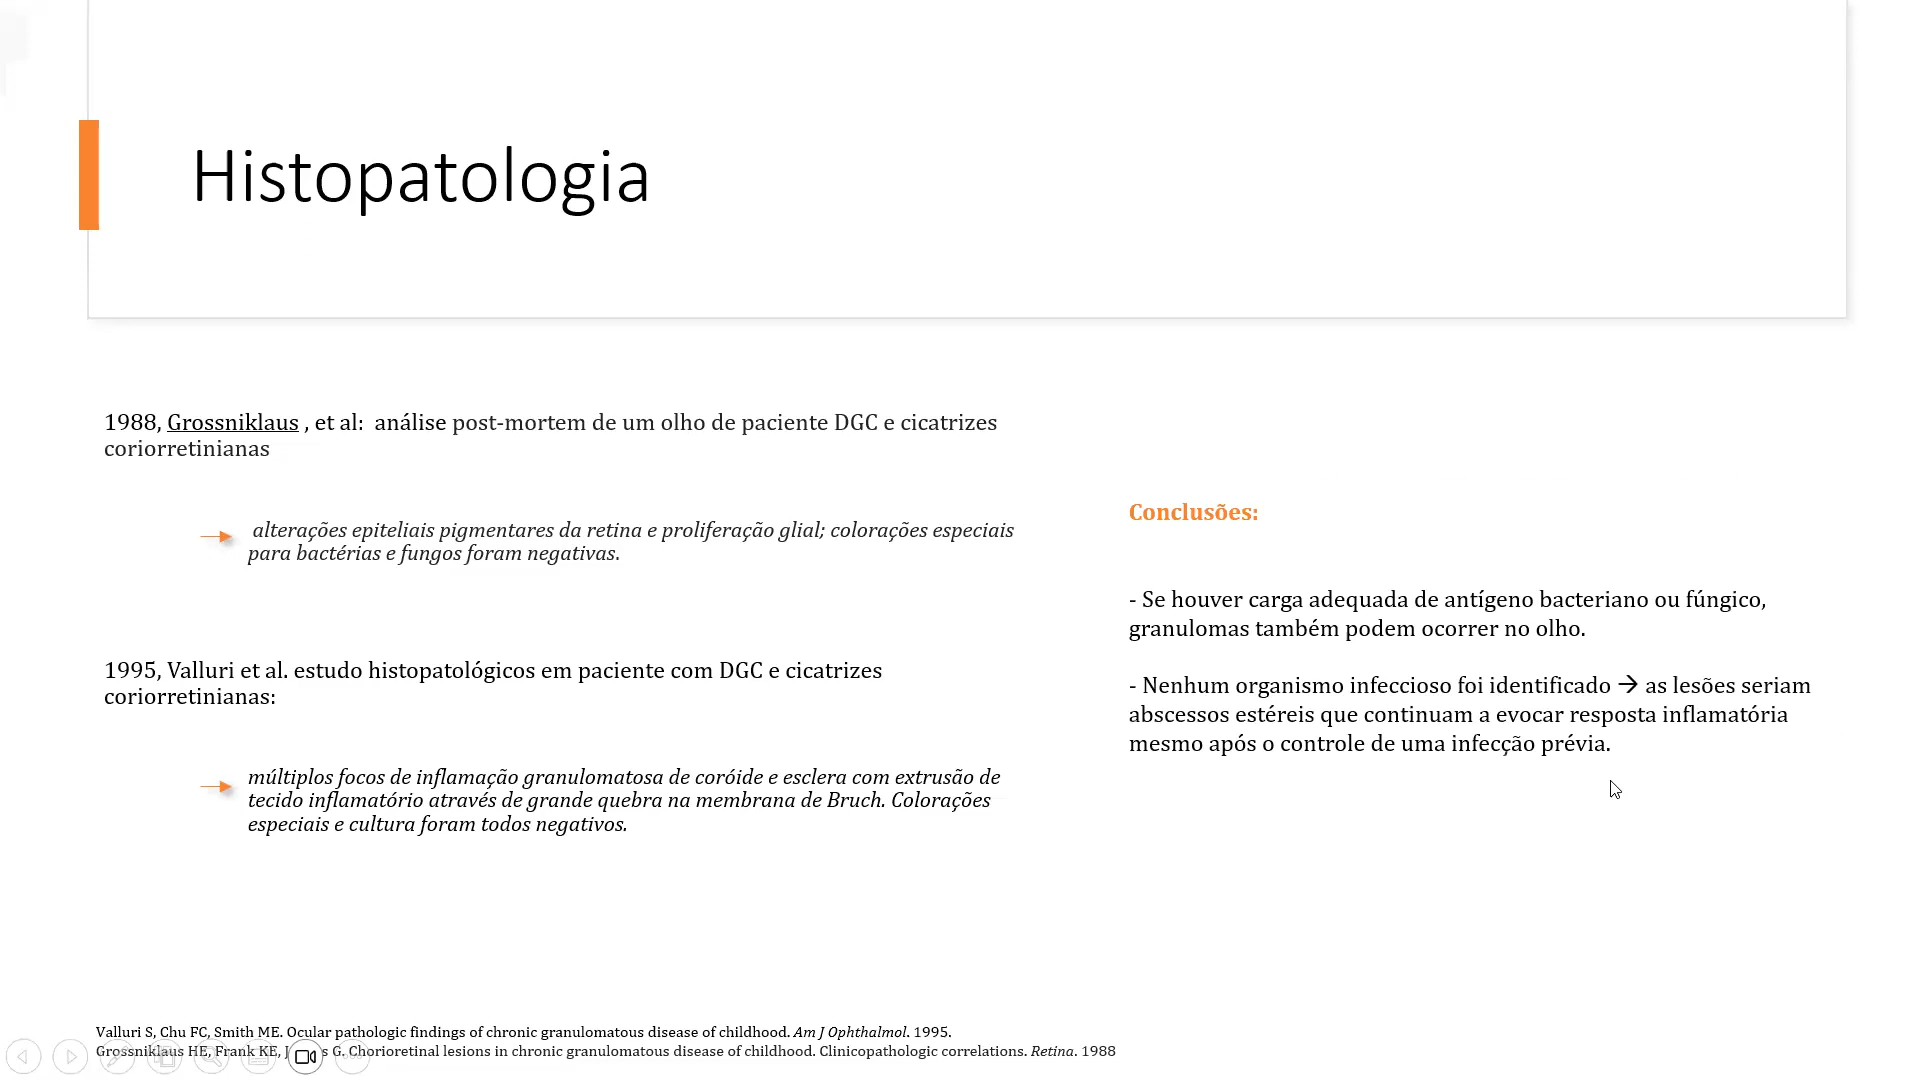 Histopatologia
1988, Grossniklaus , et al: análise post-mortem de um olho de paciente DGC e cicatrizes
coriorretinianas
alterações epiteliais pigmentares da retina e proliferação glial; colorações especiais
para bactérias e fungos foram negativas.
1995, Valluri et al. estudo histopatológicos em paciente com DGC e cicatrizes
coriorretinianas:
múltiplos focos de inflamação granulomatosa de coróide e esclera com extrusão de
tecido inflamatório através de grande quebra na membrana de Bruch. Colorações
especiais e cultura foram todos negativos.
Conclusões:
- Se houver carga adequada de antígeno bacteriano ou fúngico,
granulomas também podem ocorrer no olho.
- Nenhum organismo infeccioso foi identificado → as lesões seriam
abscessos estéreis que continuam a evocar resposta inflamatória
mesmo após o controle de uma infecção prévia.
Valluri S, Chu FC, Smith ME. Ocular pathologic findings of chronic granulomatous disease of childhood. Am J Ophthalmol. 1995.
Grossniklaus HE, Frank KE, G. Chorioretinal lesions in chronic granulomatous disease of childhood. Clinicopathologic correlations. Retina. 1988